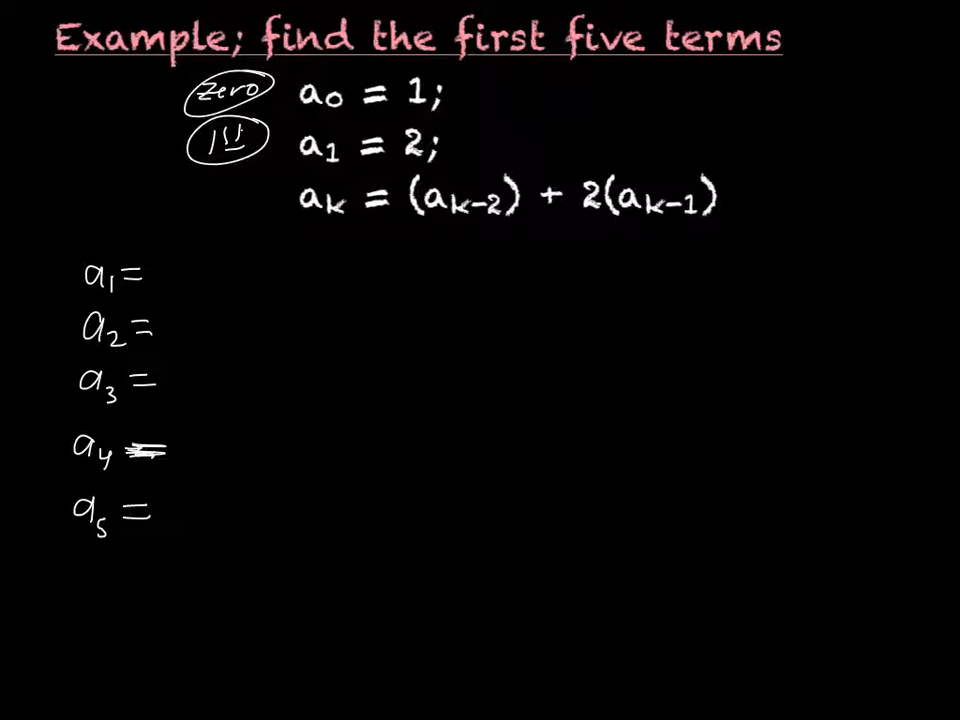 Example; find the first five terms
zero a₀ = 1;
1st a₁ = 2;
aₖ = (aₖ₋₂) + 2(aₖ₋₁)
a₁ =
a₂ =
a₃ =
a₄ =
a₅ =